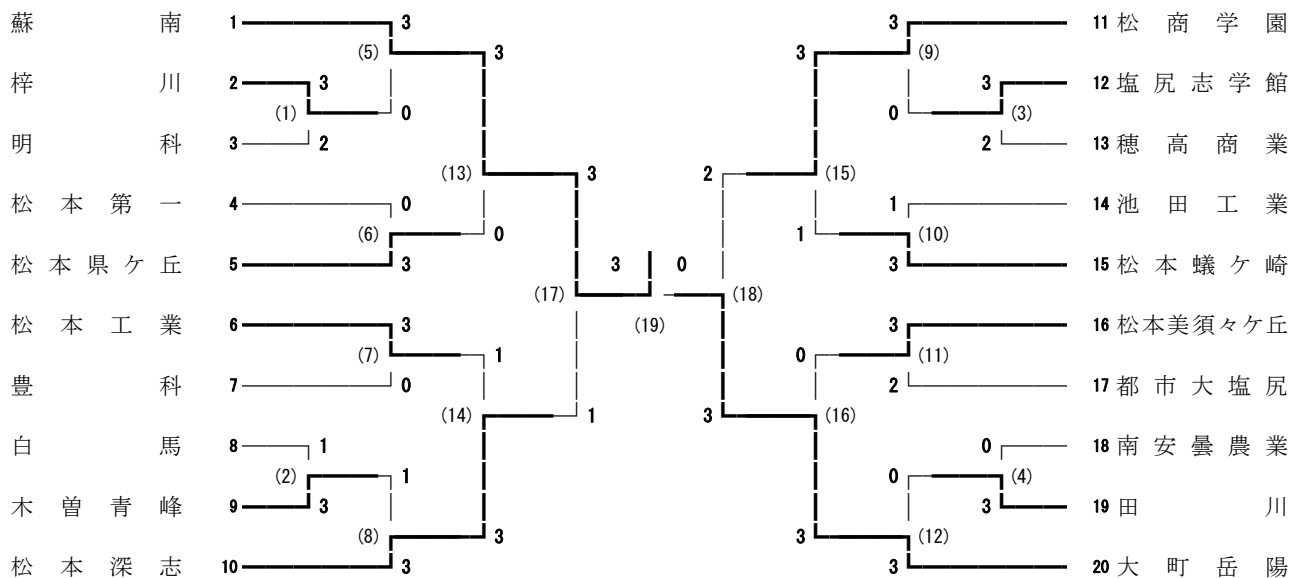 蘇南 1 3 3 11 松商学園
(5) 3 3 (9)
梓川 2 3 3 12 塩尻志学館
(1) 0 0 (3)
明科 3 2 2 13 穂高商業
(13) 3 2 (15)
松本第一 4 0 1 14 池田工業
(6) 0 1 (10)
松本県ケ丘 5 3 3 15 松本蟻ケ崎
3 0
(17) (18)
松本工業 6 3 (19) 3 16 松本美須々ケ丘
(7) 1 0 (11)
豊科 7 0 2 17 都市大塩尻
(14) 1 3 (16)
白馬 8 1 0 18 南安曇農業
(2) 1 0 (4)
木曽青峰 9 3 3 19 田川
(8) 3 3 (12)
松本深志 10 3 3 20 大町岳陽